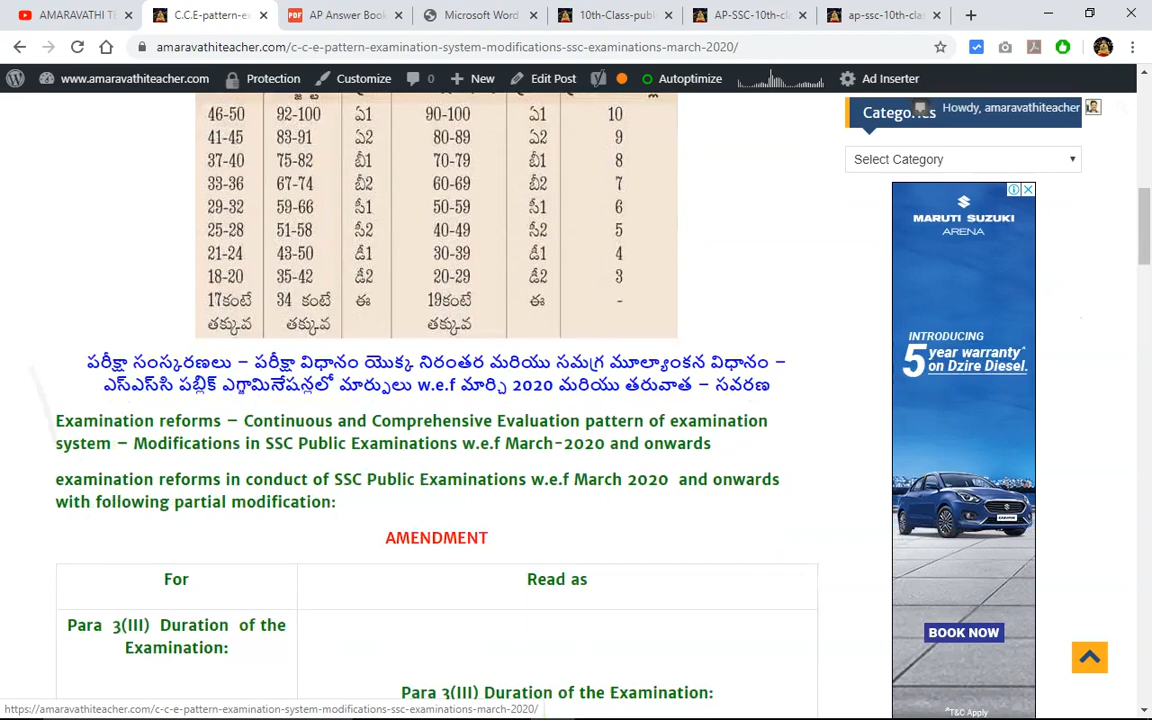 AMARAVATHI TE
C.C.E-pattern-e
AP Answer Book
Microsoft Word
10th-Class-publ
AP-SSC-10th-cl
ap-ssc-10th-cla
amaravathiteacher.com/c-c-e-pattern-examination-system-modifications-ssc-examinations-march-2020/
www.amaravathiteacher.com Protection Customize 0 New Edit Post Autoptimize Ad Inserter
Howdy, amaravathiteacher
46-50 92-100 ఏ1 90-100 ఏ1 10
41-45 83-91 ఏ2 80-89 ఏ2 9
37-40 75-82 బీ1 70-79 బీ1 8
33-36 67-74 బీ2 60-69 బీ2 7
29-32 59-66 సీ1 50-59 సీ1 6
25-28 51-58 సీ2 40-49 సీ2 5
21-24 43-50 డీ1 30-39 డీ1 4
18-20 35-42 డీ2 20-29 డీ2 3
17కంటే 34 కంటే ఈ 19కంటే ఈ -
తక్కువ తక్కువ తక్కువ
పరీక్షా సంస్కరణలు – పరీక్షా విధానం యొక్క నిరంతర మరియు సమగ్ర మూల్యాంకన విధానం –
ఎస్ఎస్‌సి పబ్లిక్ ఎగ్జామినేషన్లలో మార్పులు w.e.f మార్చి 2020 మరియు తరువాత – సవరణ
Examination reforms – Continuous and Comprehensive Evaluation pattern of examination
system – Modifications in SSC Public Examinations w.e.f March-2020 and onwards
examination reforms in conduct of SSC Public Examinations w.e.f March 2020 and onwards
with following partial modification:
AMENDMENT
For Read as
Para 3(III) Duration of the
Examination:
Para 3(III) Duration of the Examination:
Categories
Select Category
MARUTI SUZUKI
ARENA
INTRODUCING
5 year warranty^
on Dzire Diesel.
BOOK NOW
^T&C Apply
https://amaravathiteacher.com/c-c-e-pattern-examination-system-modifications-ssc-examinations-march-2020/